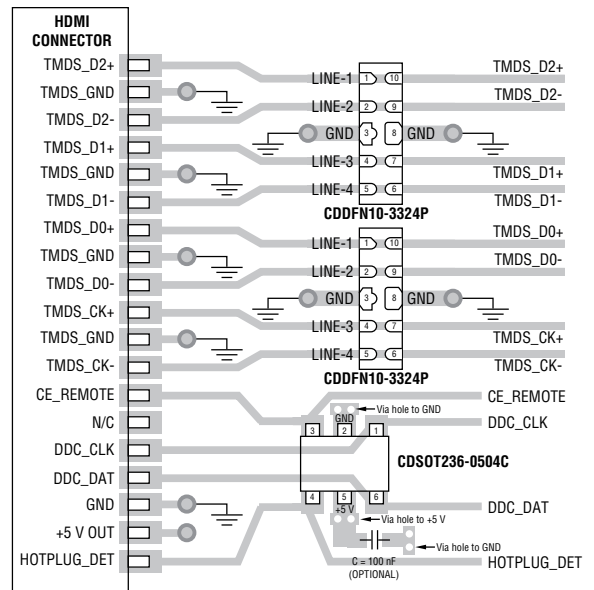 HDMI
CONNECTOR
TMDS_D2+
TMDS_GND
TMDS_D2-
TMDS_D1+
TMDS_GND
TMDS_D1-
TMDS_D0+
TMDS_GND
TMDS_D0-
TMDS_CK+
TMDS_GND
TMDS_CK-
CE_REMOTE
N/C
DDC_CLK
DDC_DAT
GND
+5 V OUT
HOTPLUG_DET
LINE-1 1 10 TMDS_D2+
LINE-2 2 9 TMDS_D2-
GND 3 8 GND
LINE-3 4 7 TMDS_D1+
LINE-4 5 6 TMDS_D1-
CDDFN10-3324P
LINE-1 1 10 TMDS_D0+
LINE-2 2 9 TMDS_D0-
GND 3 8 GND
LINE-3 4 7 TMDS_CK+
LINE-4 5 6 TMDS_CK-
CDDFN10-3324P
CE_REMOTE
Via hole to GND
GND
3 2 1
DDC_CLK
CDSOT236-0504C
4 5 6
+5 V
DDC_DAT
Via hole to +5 V
Via hole to GND
C = 100 nF
(OPTIONAL)
HOTPLUG_DET